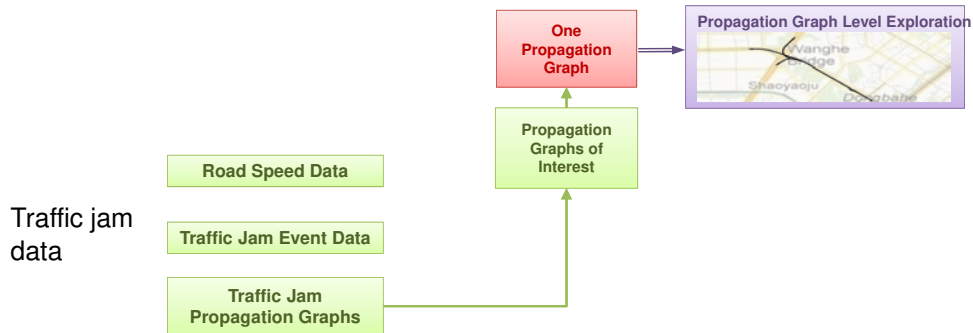 One
Propagation
Graph
Propagation Graph Level Exploration
Wanghe
Bridge
Shaoyaoju
Dongbahe
Propagation
Graphs of
Interest
Road Speed Data
Traffic jam
data
Traffic Jam Event Data
Traffic Jam
Propagation Graphs